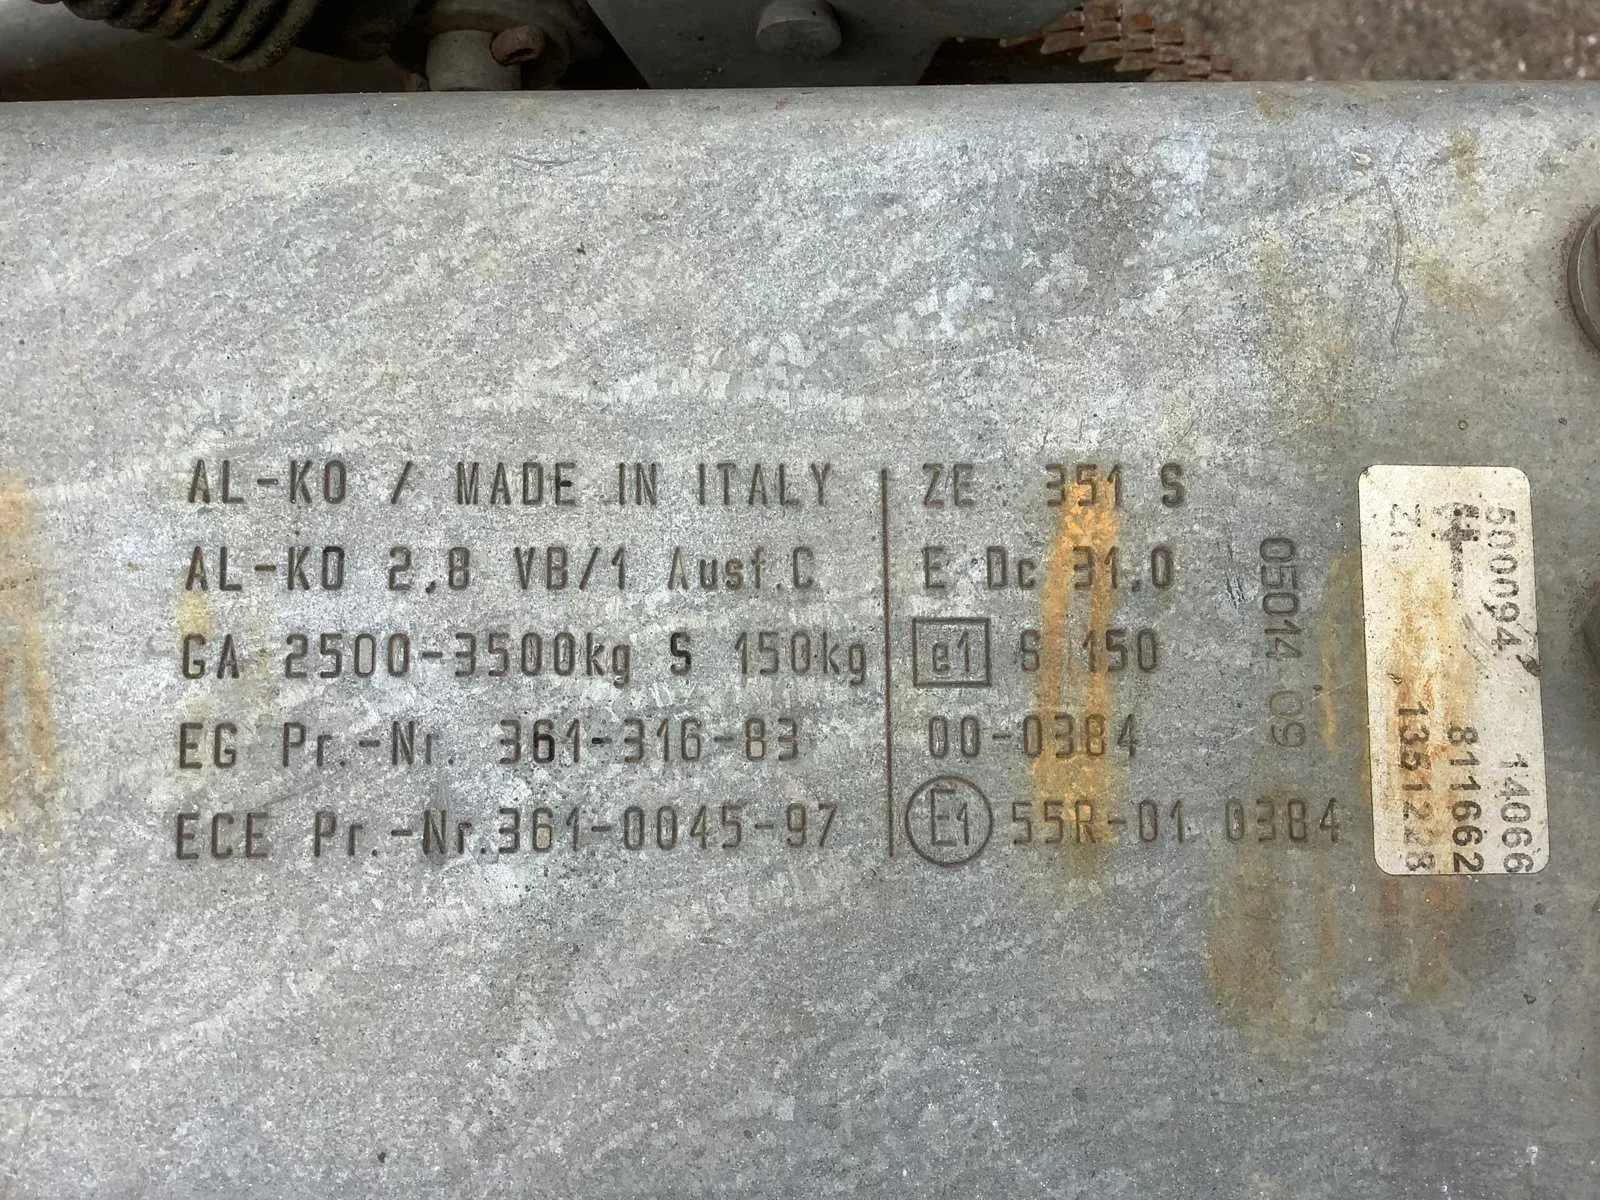 AL-KO / MADE IN ITALY
AL-KO 2,8 VB/1 Ausf.C
GA 2500-3500kg S 150kg
EG Pr.-Nr. 361-316-83
ECE Pr.-Nr.361-0045-97
ZE 351 S
E Dc 31,0
e1 S 150
00-0384
E1 55R-01 0384
05014 09
5000094 14066
8116662
1351228